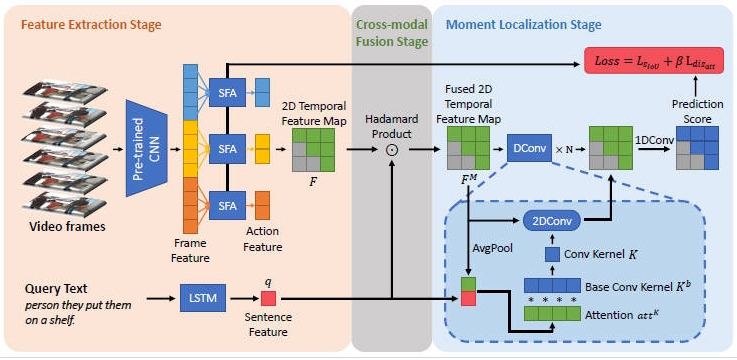 Feature Extraction Stage
Cross-modal
Fusion Stage
Moment Localization Stage
Video frames
Pre-trained
CNN
SFA
SFA
SFA
Frame
Feature
Action
Feature
2D Temporal
Feature Map
F
Hadamard
Product
Fused 2D
Temporal
Feature Map
F^M
DConv
× N
1DConv
Loss = L_{s_{IoU}} + β L_{dis_{att}}
Prediction
Score
2DConv
AvgPool
Conv Kernel K
Base Conv Kernel K^b
* * * *
Attention att^K
Query Text
person they put them
on a shelf.
LSTM
q
Sentence
Feature